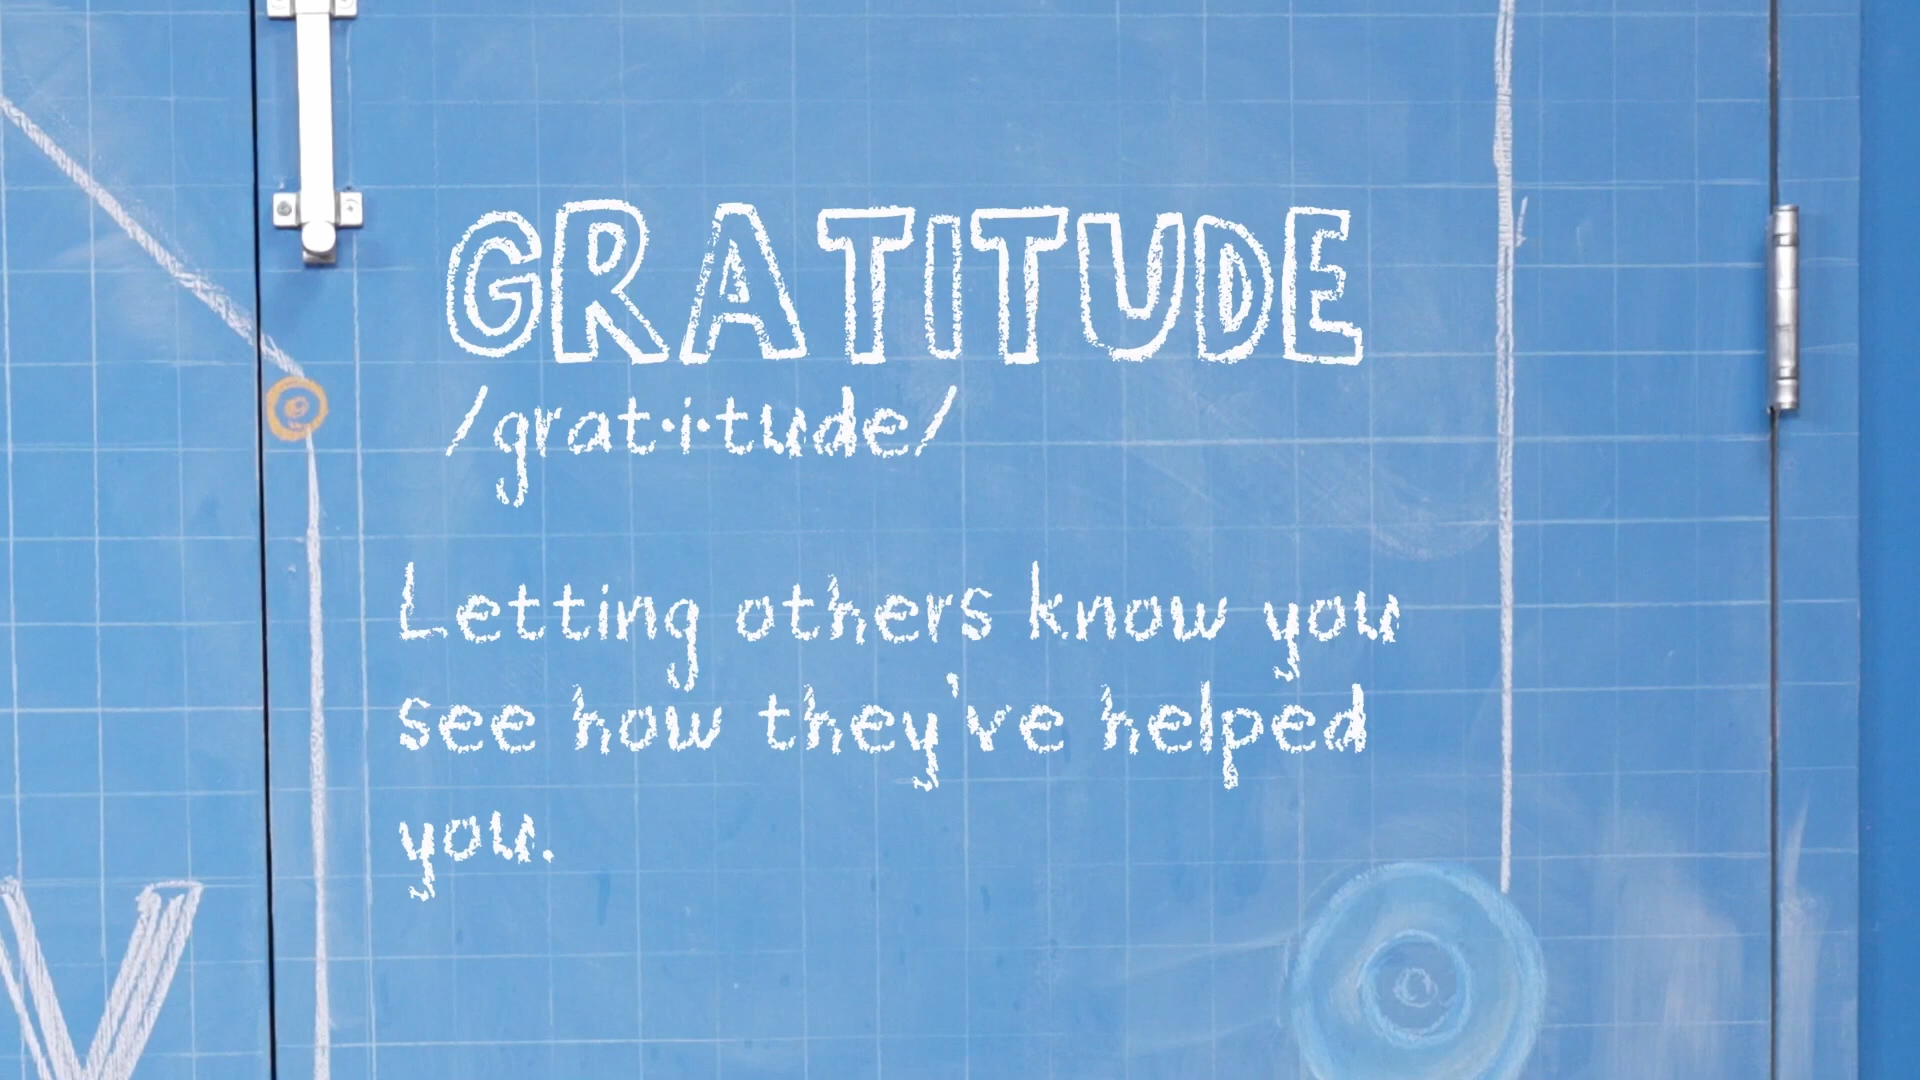 GRATITUDE
/grat·i·tude/
Letting others know you
see how they've helped
you.